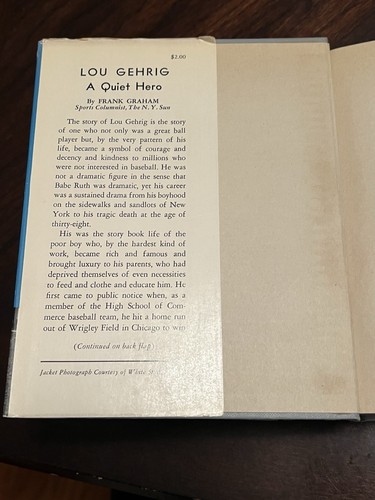 $2.00
LOU GEHRIG
A Quiet Hero
By FRANK GRAHAM
Sports Columnist, The N. Y. Sun
The story of Lou Gehrig is the story
of one who not only was a great ball
player but, by the very pattern of his
life, became a symbol of courage and
decency and kindness to millions who
were not interested in baseball. He was
not a dramatic figure in the sense that
Babe Ruth was dramatic, yet his career
was a sustained drama from his boyhood
on the sidewalks and sandlots of New
York to his tragic death at the age of
thirty-eight.
His was the story book life of the
poor boy who, by the hardest kind of
work, became rich and famous and
brought luxury to his parents, who had
deprived themselves of even necessities
to feed and clothe and educate him. He
first came to public notice when, as a
member of the High School of Com-
merce baseball team, he hit a home run
out of Wrigley Field in Chicago to win
(Continued on back flap)
Jacket Photograph Courtesy of White